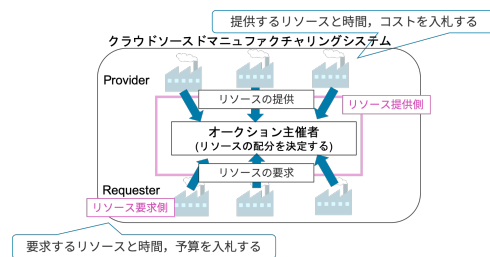 提供するリソースと時間，コストを入札する
クラウドソースドマニュファクチャリングシステム
Provider
リソースの提供
リソース提供側
オークション主催者
(リソースの配分を決定する)
リソースの要求
Requester
リソース要求側
要求するリソースと時間，予算を入札する